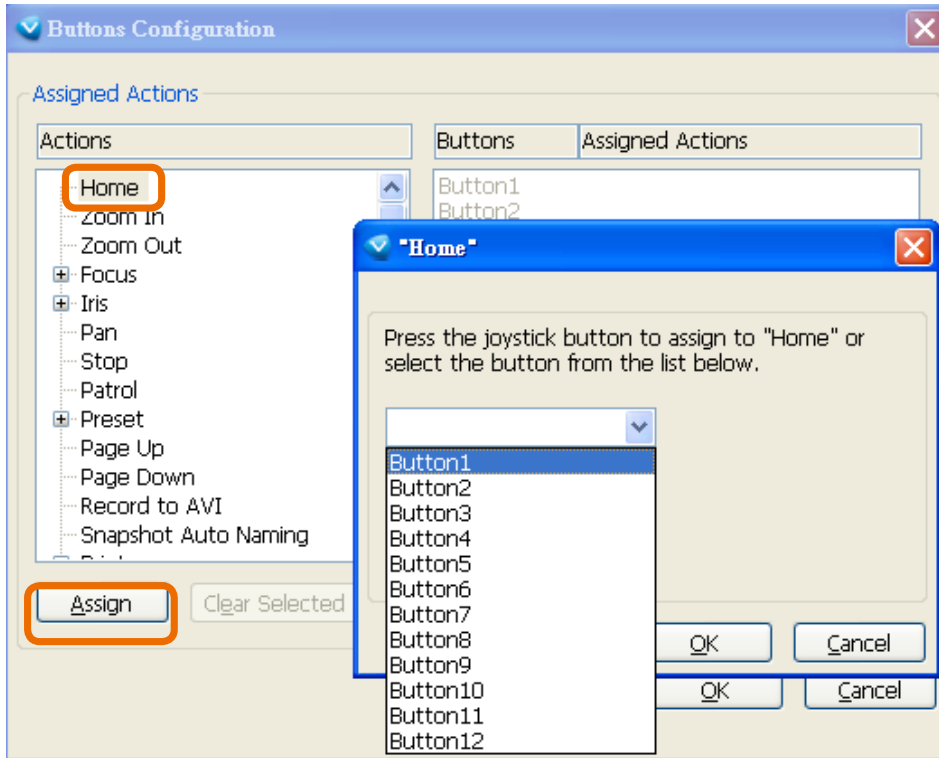 Buttons Configuration
Assigned Actions
Actions
Buttons
Assigned Actions
Home
Zoom In
Zoom Out
Focus
Iris
Pan
Stop
Patrol
Preset
Page Up
Page Down
Record to AVI
Snapshot Auto Naming
Button1
Button2
"Home"
Press the joystick button to assign to "Home" or
select the button from the list below.
Button1
Button2
Button3
Button4
Button5
Button6
Button7
Button8
Button9
Button10
Button11
Button12
OK
Cancel
Assign
Clear Selected
OK
Cancel